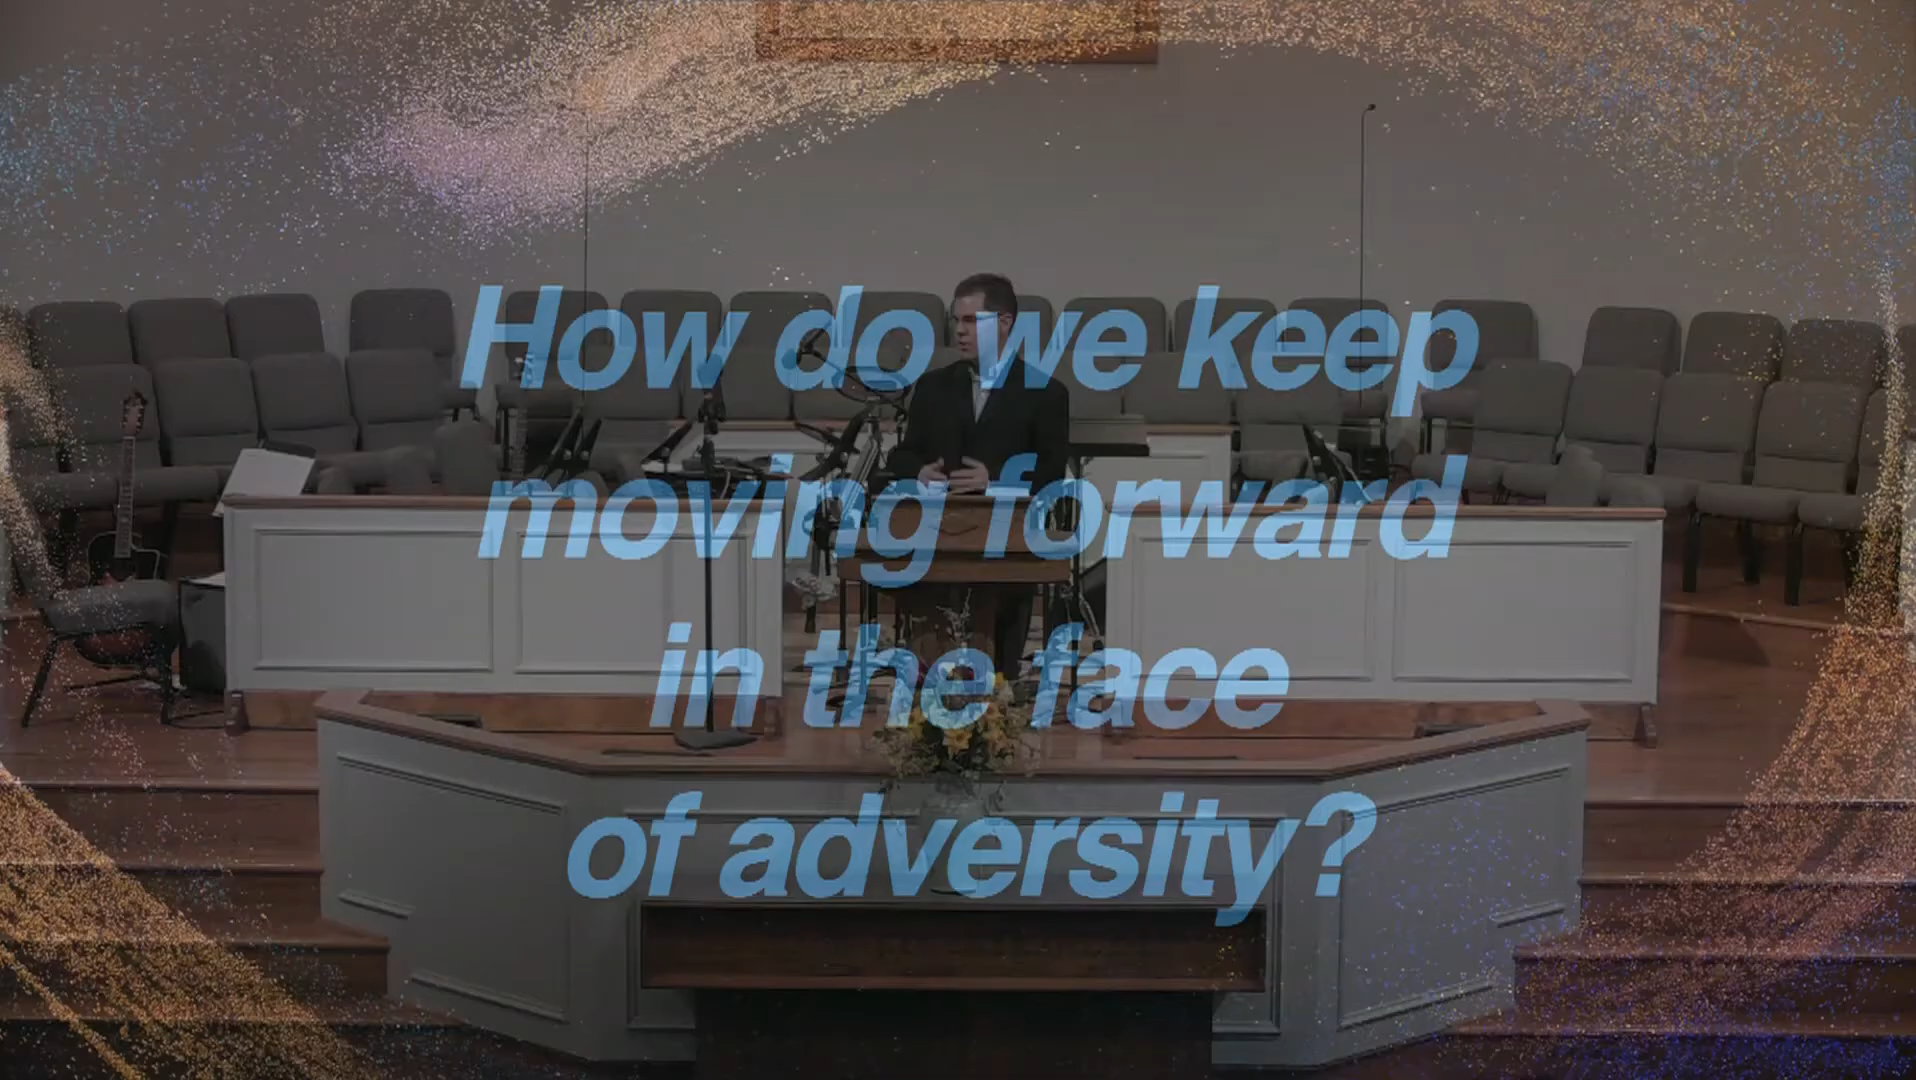 How do we keep
moving forward
in the face
of adversity?